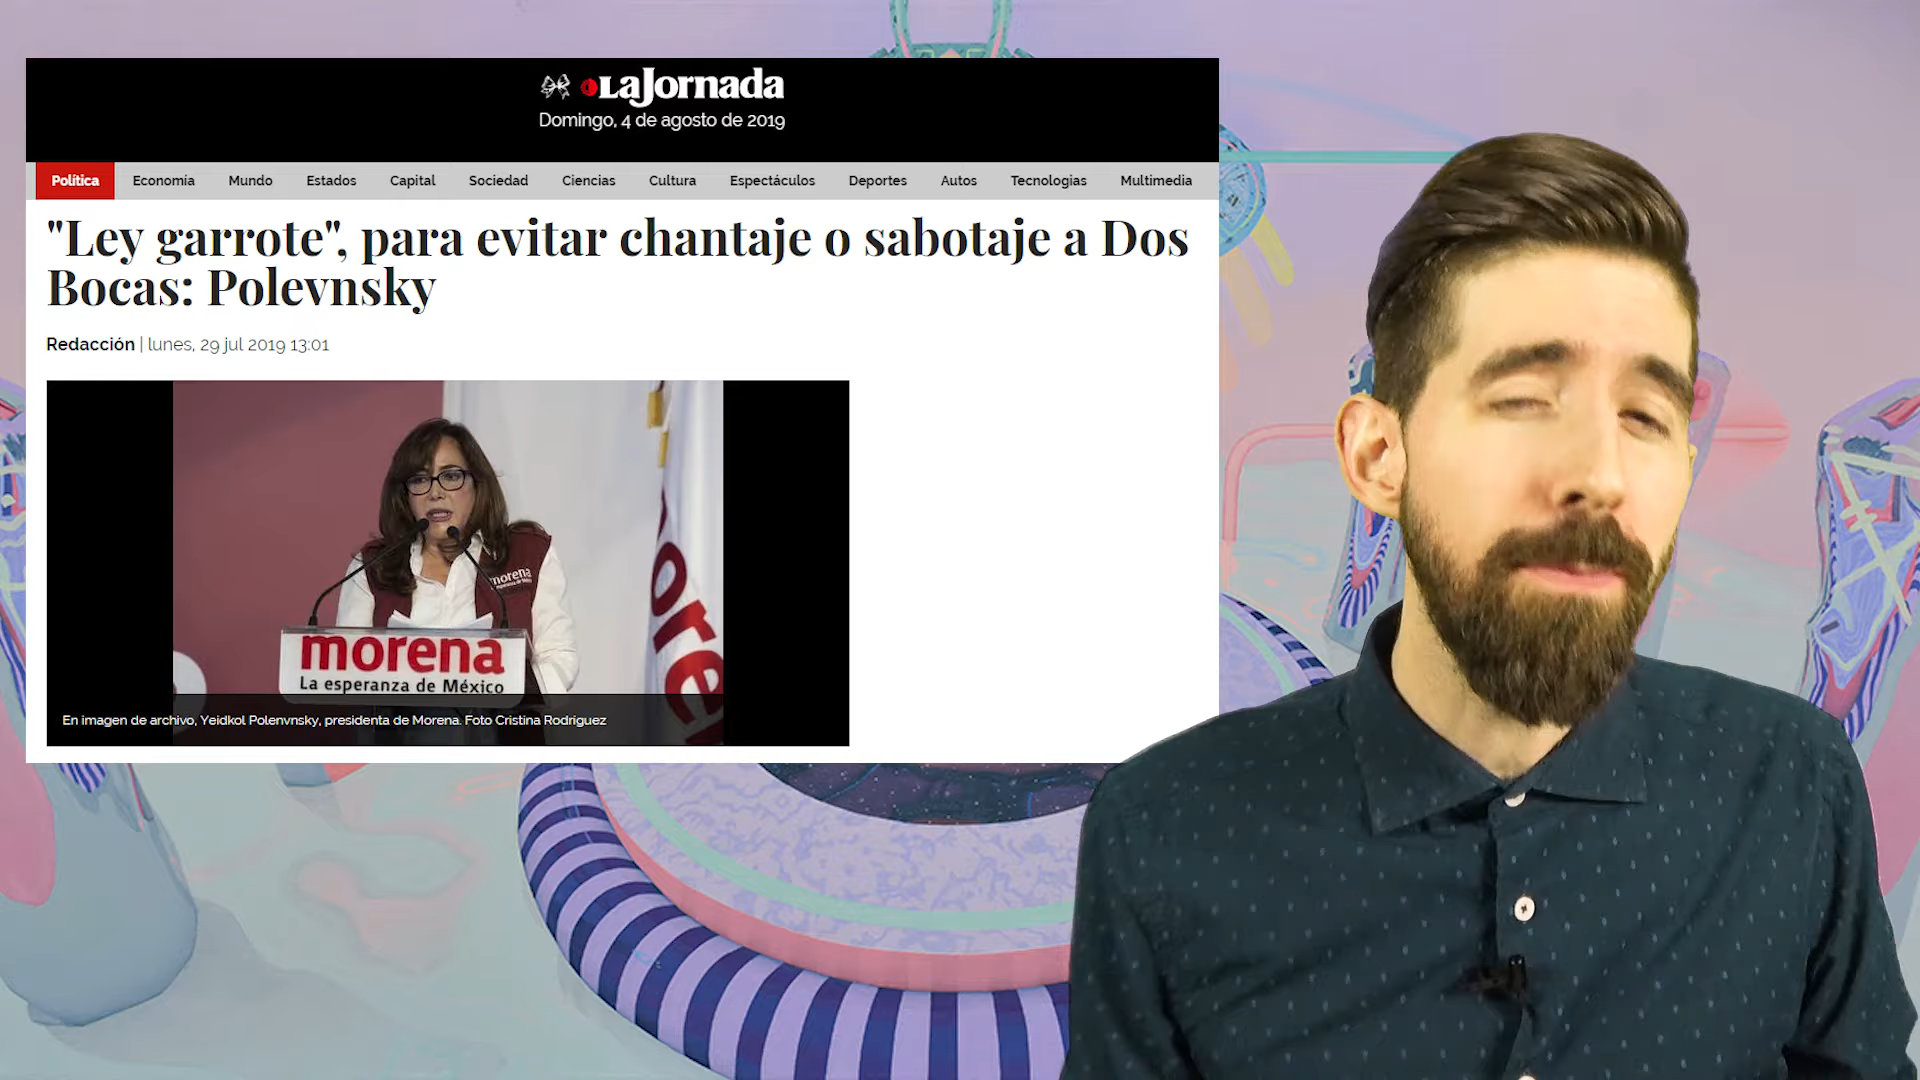 LaJornada
Domingo, 4 de agosto de 2019
Política Economía Mundo Estados Capital Sociedad Ciencias Cultura Espectáculos Deportes Autos Tecnologias Multimedia
"Ley garrote", para evitar chantaje o sabotaje a Dos
Bocas: Polevnsky
Redacción | lunes, 29 jul 2019 13:01
morena
morena
La esperanza de México
more
En imagen de archivo, Yeidkol Polenvnsky, presidenta de Morena. Foto Cristina Rodríguez